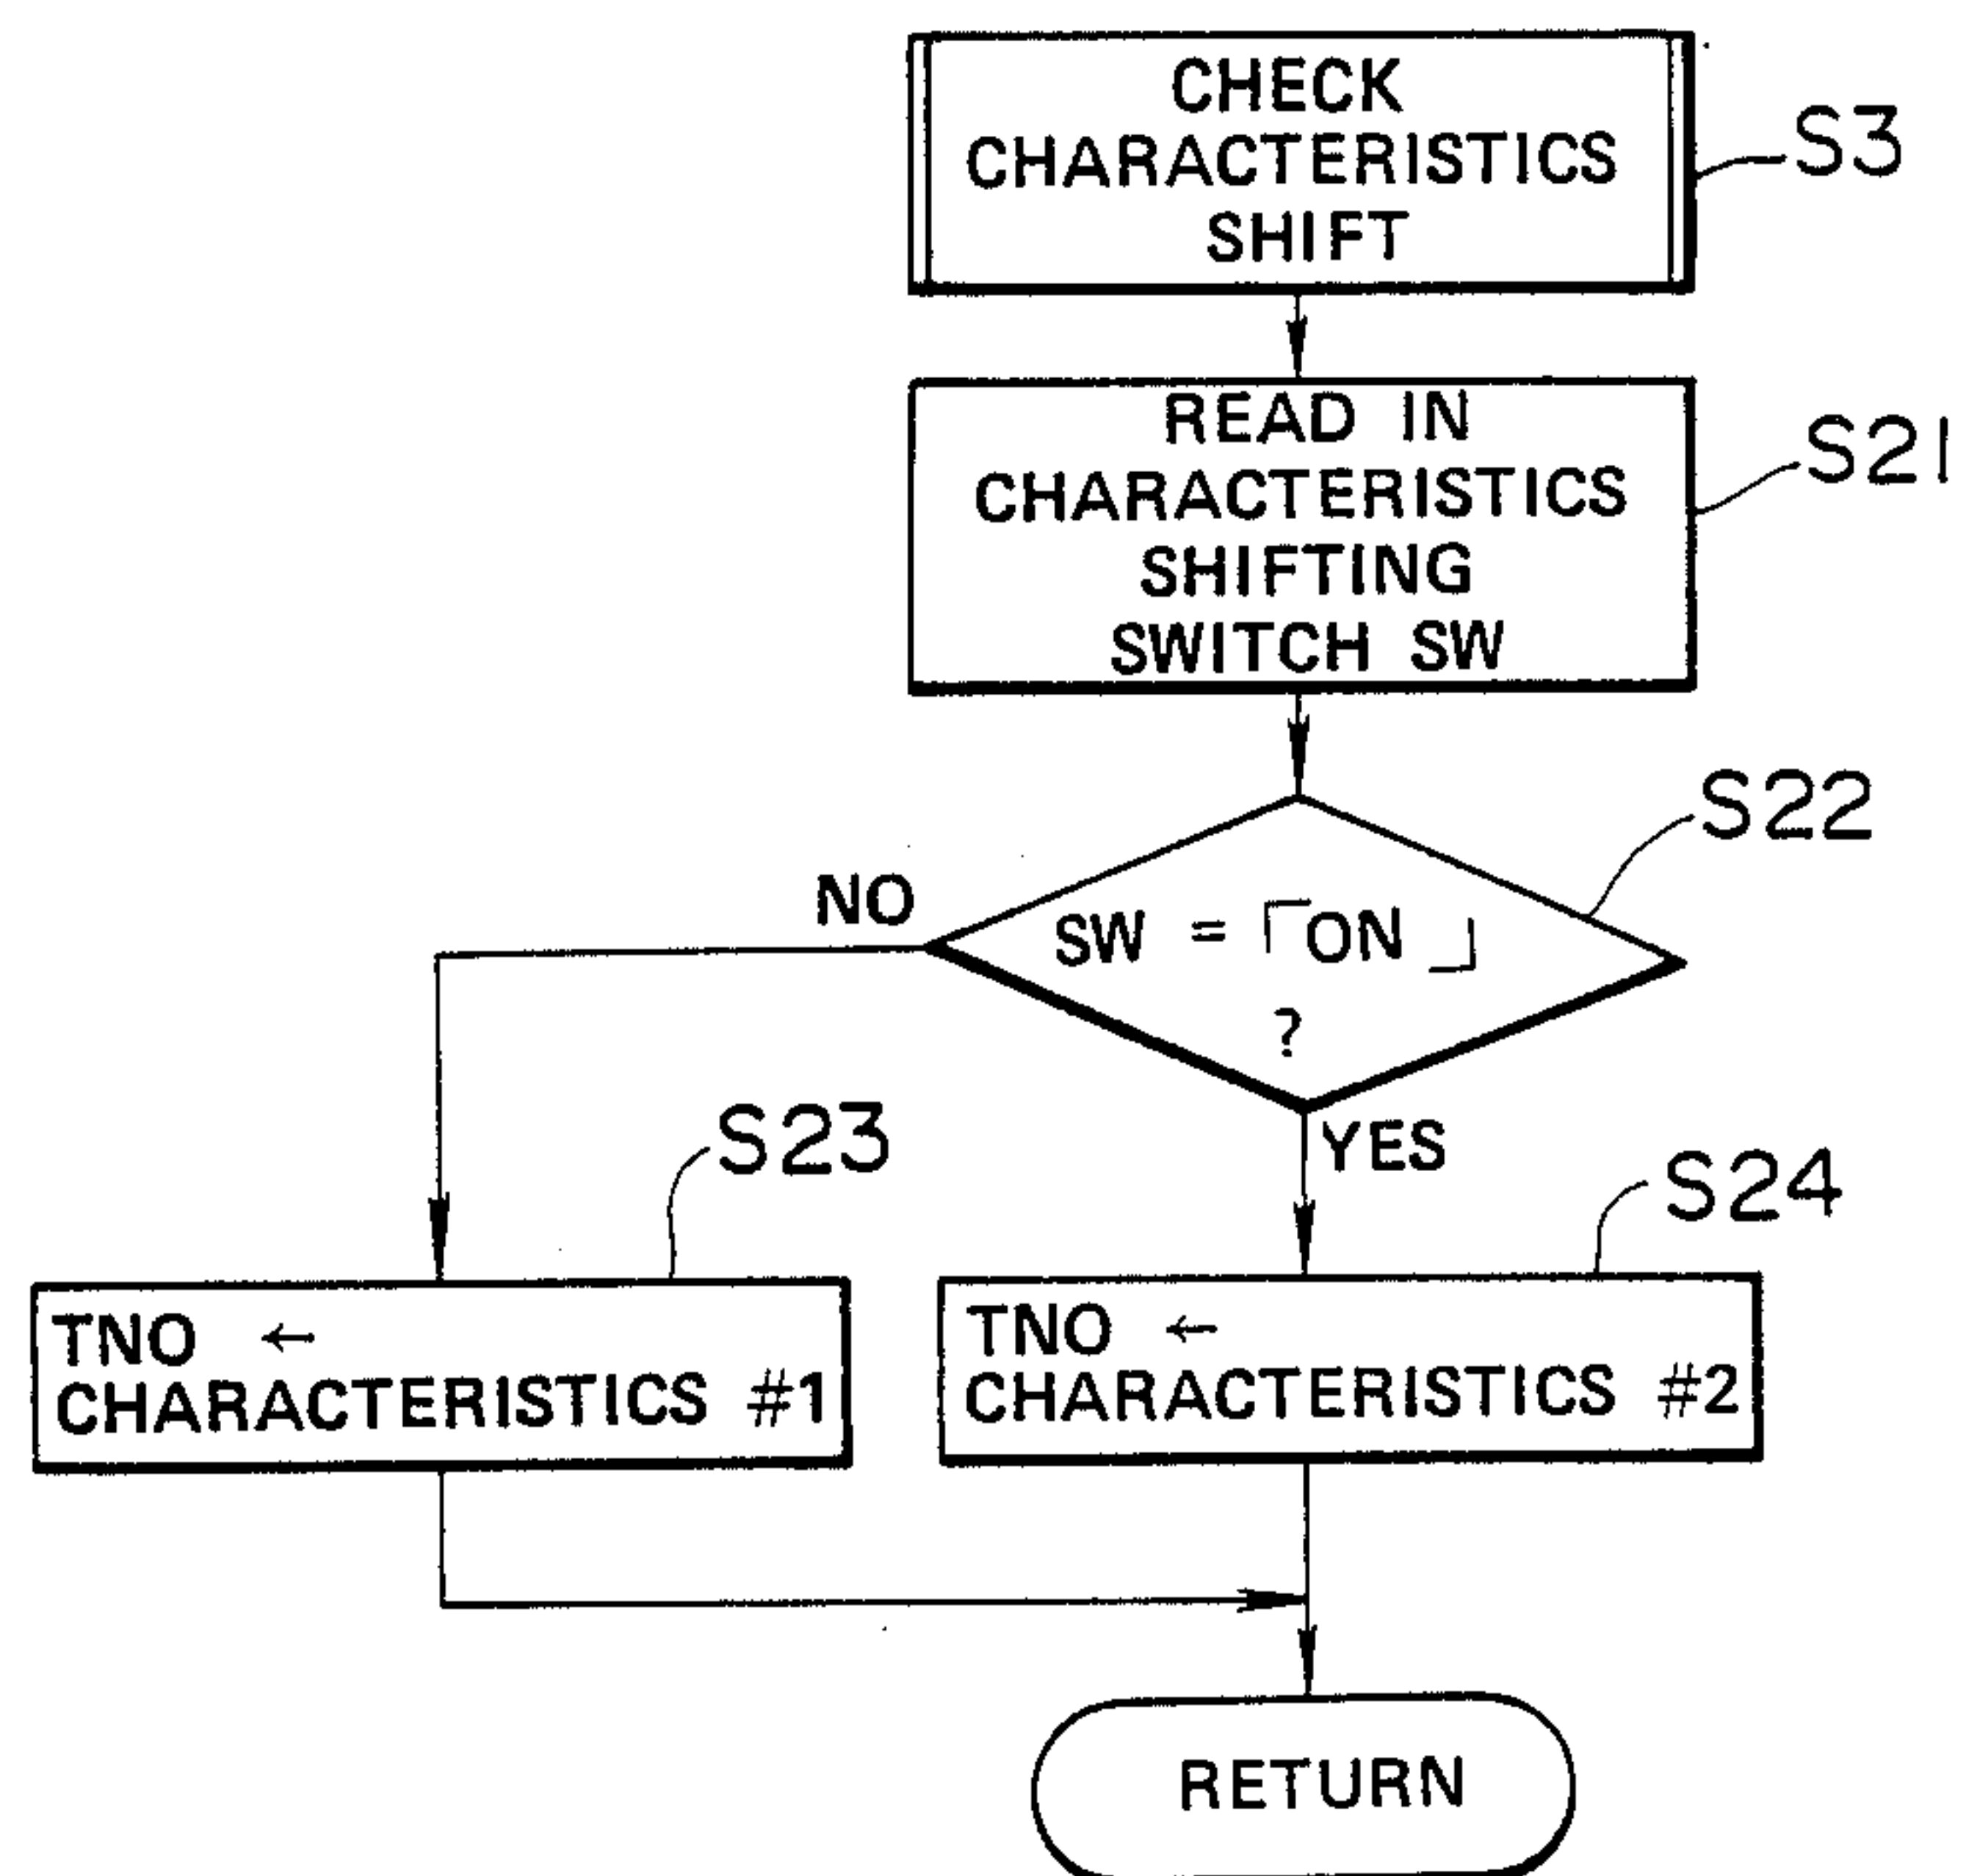 CHECK
CHARACTERISTICS
SHIFT
S3
READ IN
CHARACTERISTICS
SHIFTING
SWITCH SW
S21
S22
NO
SW = 「ON」
?
YES
S23
S24
TNO ←
CHARACTERISTICS #1
TNO ←
CHARACTERISTICS #2
RETURN